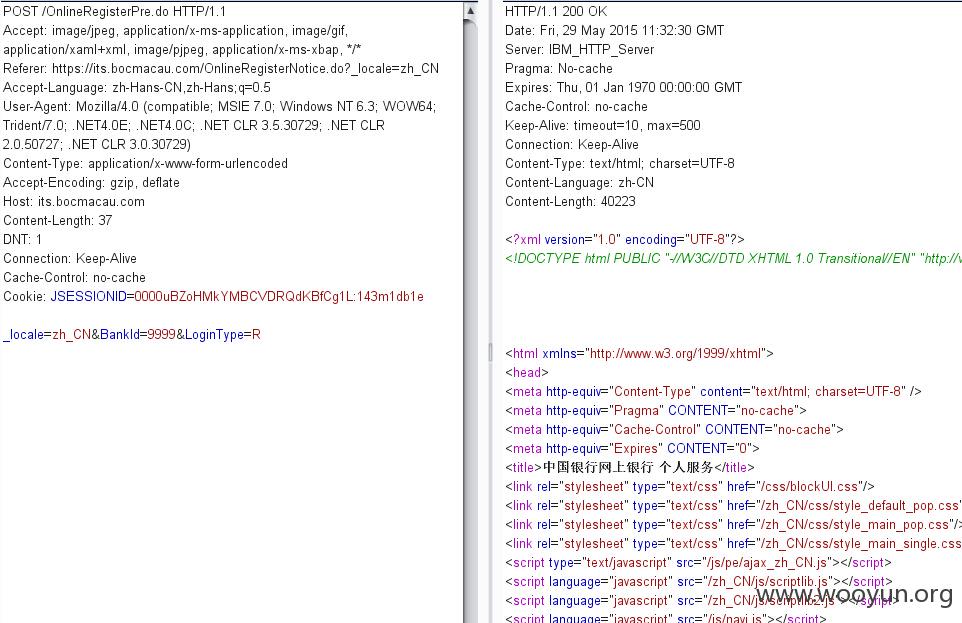 POST /OnlineRegisterPre.do HTTP/1.1
Accept: image/jpeg, application/x-ms-application, image/gif,
application/xaml+xml, image/pjpeg, application/x-ms-xbap, */*
Referer: https://its.bocmacau.com/OnlineRegisterNotice.do?_locale=zh_CN
Accept-Language: zh-Hans-CN,zh-Hans;q=0.5
User-Agent: Mozilla/4.0 (compatible; MSIE 7.0; Windows NT 6.3; WOW64;
Trident/7.0; .NET4.0E; .NET4.0C; .NET CLR 3.5.30729; .NET CLR
2.0.50727; .NET CLR 3.0.30729)
Content-Type: application/x-www-form-urlencoded
Accept-Encoding: gzip, deflate
Host: its.bocmacau.com
Content-Length: 37
DNT: 1
Connection: Keep-Alive
Cache-Control: no-cache
Cookie: JSESSIONID=0000uBZoHMkYMBCVDRQdKBfCg1L:143m1db1e
_locale=zh_CN&BankId=9999&LoginType=R
HTTP/1.1 200 OK
Date: Fri, 29 May 2015 11:32:30 GMT
Server: IBM_HTTP_Server
Pragma: No-cache
Expires: Thu, 01 Jan 1970 00:00:00 GMT
Cache-Control: no-cache
Keep-Alive: timeout=10, max=500
Connection: Keep-Alive
Content-Type: text/html; charset=UTF-8
Content-Language: zh-CN
Content-Length: 40223
<?xml version="1.0" encoding="UTF-8"?>
<!DOCTYPE html PUBLIC "-//W3C//DTD XHTML 1.0 Transitional//EN" "http://w
<html xmlns="http://www.w3.org/1999/xhtml">
<head>
<meta http-equiv="Content-Type" content="text/html; charset=UTF-8" />
<meta http-equiv="Pragma" CONTENT="no-cache">
<meta http-equiv="Cache-Control" CONTENT="no-cache">
<meta http-equiv="Expires" CONTENT="0">
<title>中国银行网上银行 个人服务</title>
<link rel="stylesheet" type="text/css" href="/css/blockUI.css"/>
<link rel="stylesheet" type="text/css" href="/zh_CN/css/style_default_pop.css"
<link rel="stylesheet" type="text/css" href="/zh_CN/css/style_main_pop.css"/>
<link rel="stylesheet" type="text/css" href="/zh_CN/css/style_main_single.css
<script type="text/javascript" src="/js/pe/ajax_zh_CN.js"></script>
<script language="javascript" src="/zh_CN/js/scriptlib.js"></script>
<script language="javascript" src="/zh_CN/js/scriptlib2.js"></script>
<script language="javascript" src="/js/navi.js"></script>
www.wooyun.org